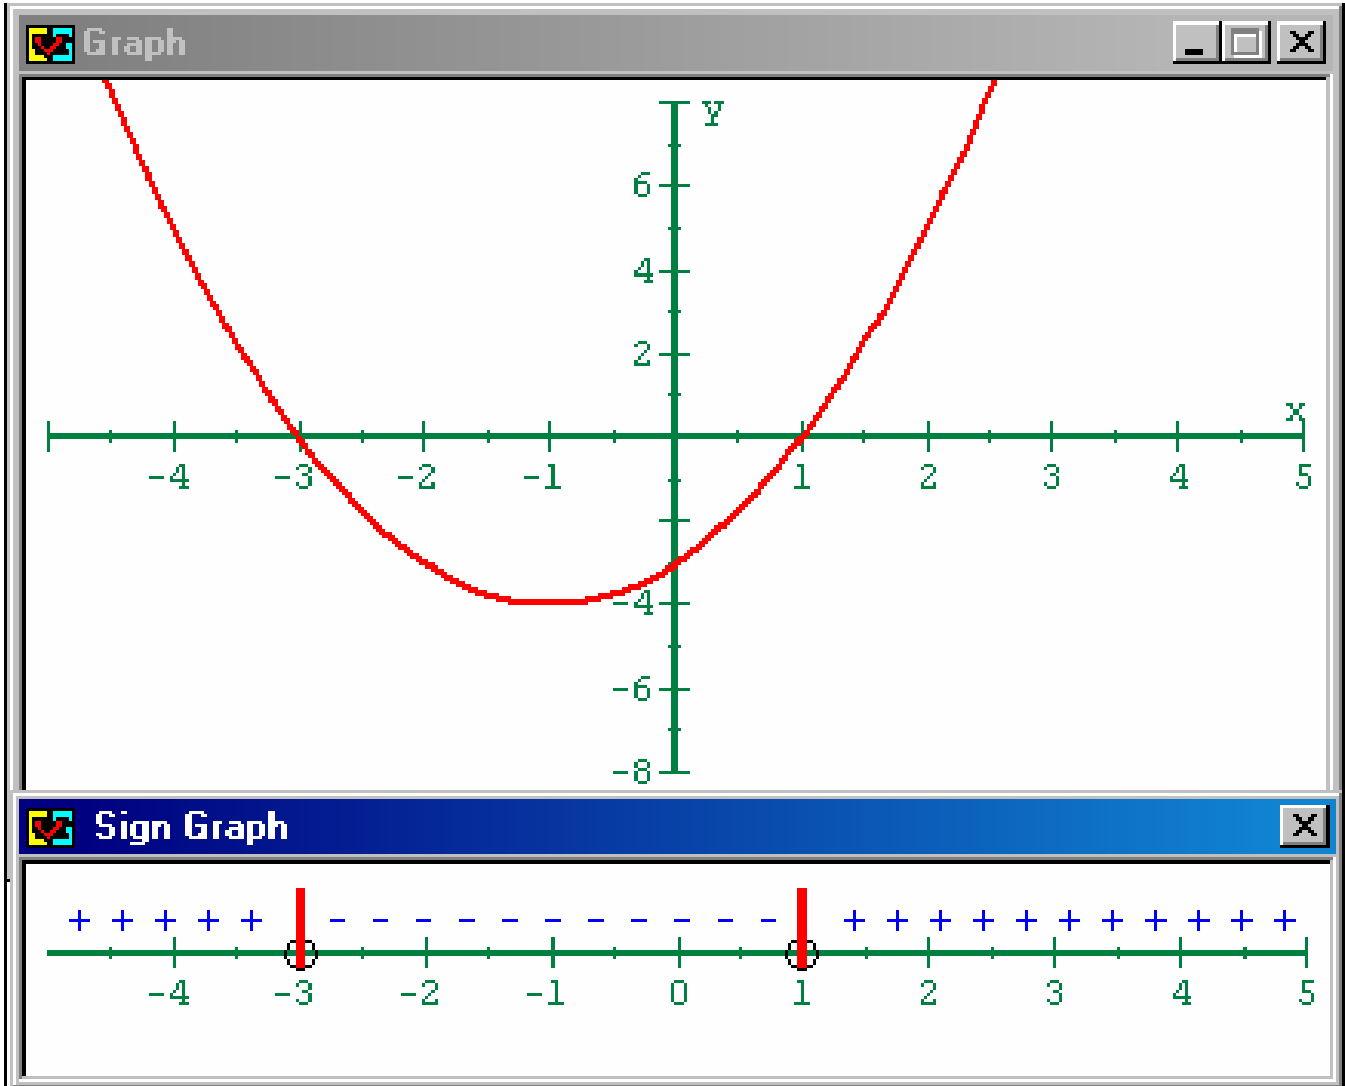 Graph
y
6
4
2
x
-4 -3 -2 -1 1 2 3 4 5
-4
-6
-8
Sign Graph
+ + + + + - - - - - - - - - - - + + + + + + + + + + +
-4 -3 -2 -1 0 1 2 3 4 5